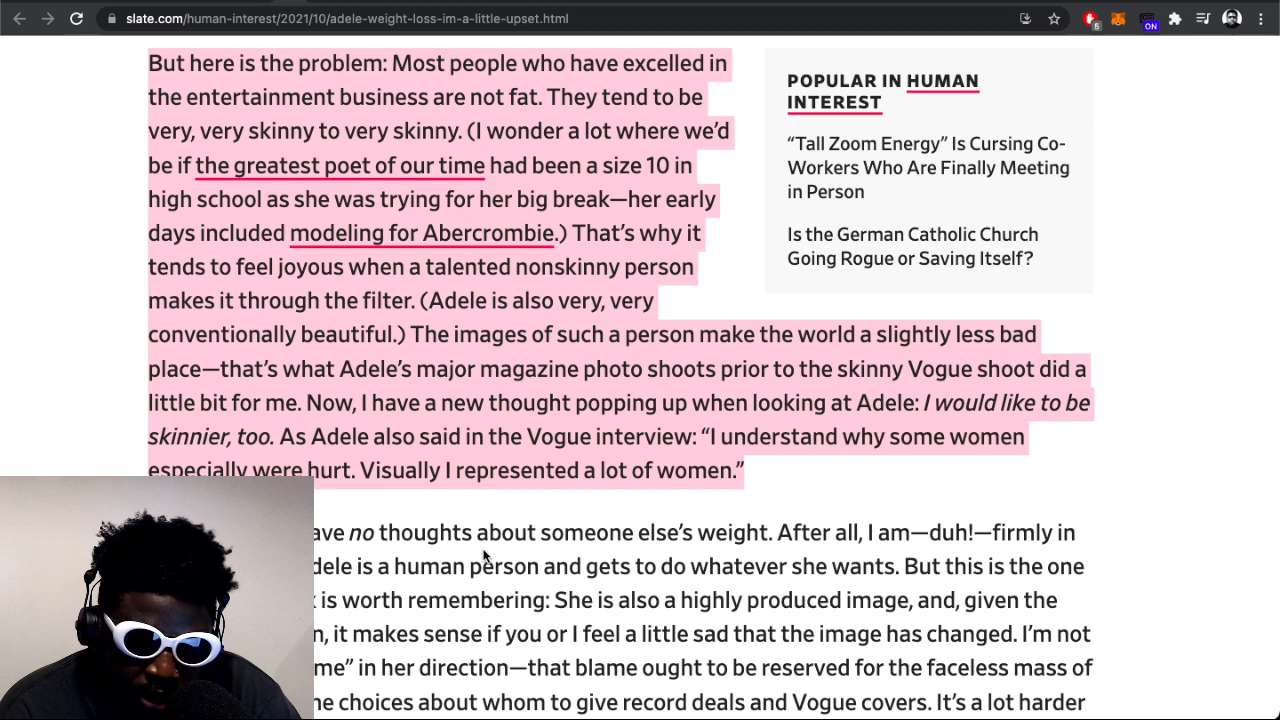 slate.com/human-interest/2021/10/adele-weight-loss-im-a-little-upset.html
5
ON
But here is the problem: Most people who have excelled in
the entertainment business are not fat. They tend to be
very, very skinny to very skinny. (I wonder a lot where we’d
be if the greatest poet of our time had been a size 10 in
high school as she was trying for her big break—her early
days included modeling for Abercrombie.) That’s why it
tends to feel joyous when a talented nonskinny person
makes it through the filter. (Adele is also very, very
conventionally beautiful.) The images of such a person make the world a slightly less bad
place—that’s what Adele’s major magazine photo shoots prior to the skinny Vogue shoot did a
little bit for me. Now, I have a new thought popping up when looking at Adele: I would like to be
skinnier, too. As Adele also said in the Vogue interview: “I understand why some women
especially were hurt. Visually I represented a lot of women.”
POPULAR IN HUMAN
INTEREST
“Tall Zoom Energy” Is Cursing Co-
Workers Who Are Finally Meeting
in Person
Is the German Catholic Church
Going Rogue or Saving Itself?
no thoughts about someone else’s weight. After all, I am—duh!—firmly in
is a human person and gets to do whatever she wants. But this is the one
is worth remembering: She is also a highly produced image, and, given the
it makes sense if you or I feel a little sad that the image has changed. I’m not
in her direction—that blame ought to be reserved for the faceless mass of
choices about whom to give record deals and Vogue covers. It’s a lot harder